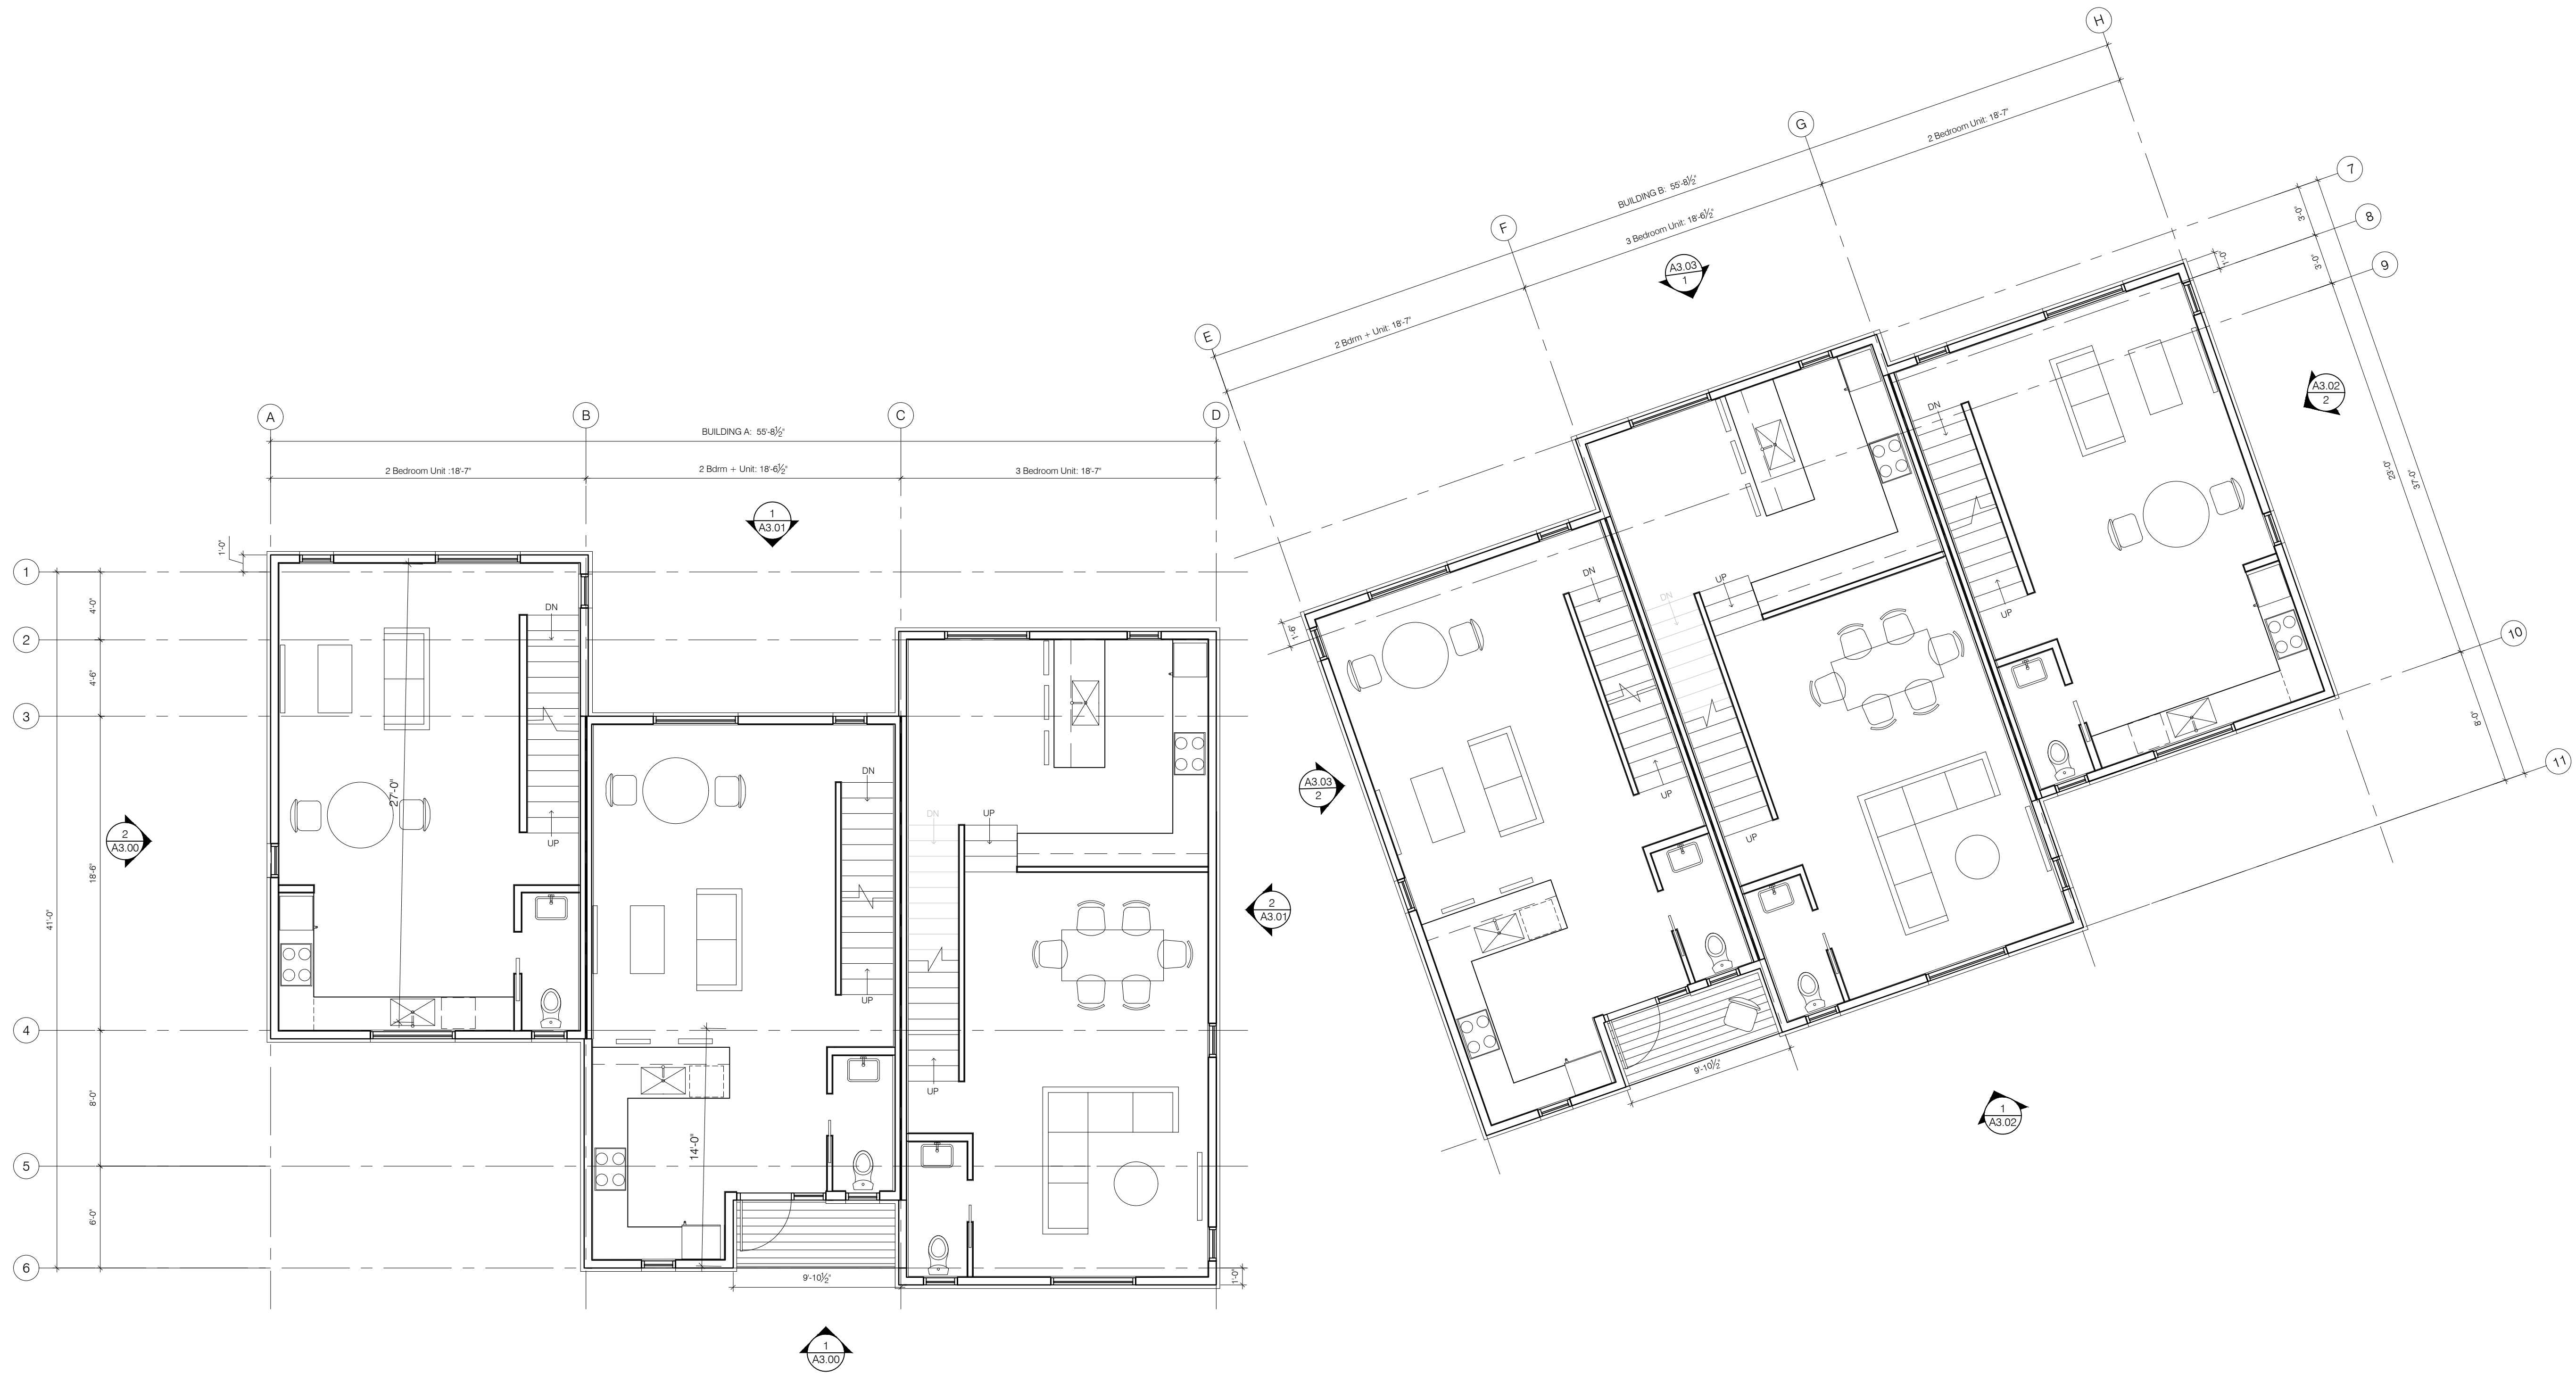 H
G
2 Bedroom Unit: 18'-7"
7
BUILDING B: 55'-8½"
3'-0"
8
F
3 Bedroom Unit: 18'-6½"
3'-0"
1'-0"
9
A3.03
1
E
2 Bdrm + Unit: 18'-7"
A3.02
2
DN
23'-0"
37'-0"
A
B
C
D
BUILDING A: 55'-8½"
2 Bedroom Unit :18'-7"
2 Bdrm + Unit: 18'-6½"
3 Bedroom Unit: 18'-7"
1
A3.01
1'-0"
1
DN
DN
UP
DN
4'-0"
DN
UP
1'-6"
10
2
4'-6"
3
8'-0"
11
DN
UP
27'-0"
A3.03
2
UP
2
A3.00
DN
UP
UP
UP
18'-6"
41'-0"
2
A3.01
UP
4
9'-10½"
8'-0"
UP
14'-0"
1
A3.02
5
6'-0"
6
9'-10½"
1'-0"
1
A3.00